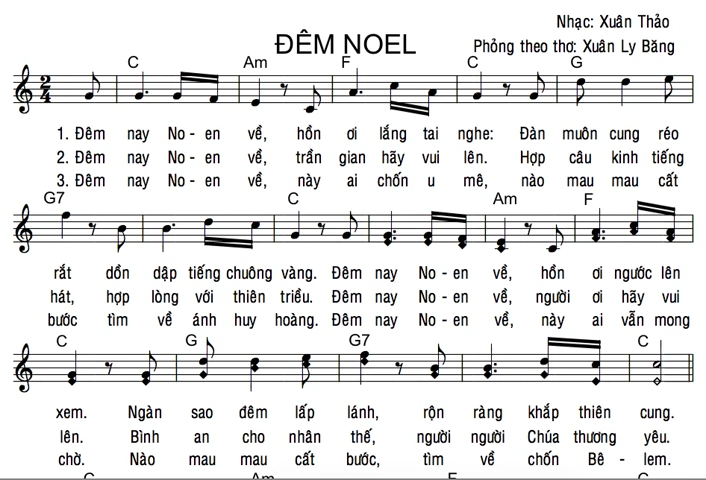 Nhạc: Xuân Thảo
ĐÊM NOEL
Phỏng theo thơ: Xuân Ly Băng
C Am F C G
2/4
1. Đêm nay No - en về, hồn ơi lắng tai nghe: Đàn muôn cung réo
2. Đêm nay No - en về, trần gian hãy vui lên. Hợp câu kinh tiếng
3. Đêm nay No - en về, này ai chốn u mê, nào mau mau cất
G7 C Am F
rắt dồn dập tiếng chuông vàng. Đêm nay No - en về, hồn ơi ngước lên
hát, hợp lòng với thiên triều. Đêm nay No - en về, người ơi hãy vui
bước tìm về ánh huy hoàng. Đêm nay No - en về, này ai vẫn mong
C G G7 C
xem. Ngàn sao đêm lấp lánh, rộn ràng khắp thiên cung.
lên. Bình an cho nhân thế, người người Chúa thương yêu.
chờ. Nào mau mau cất bước, tìm về chốn Bê - lem.
C Am F C